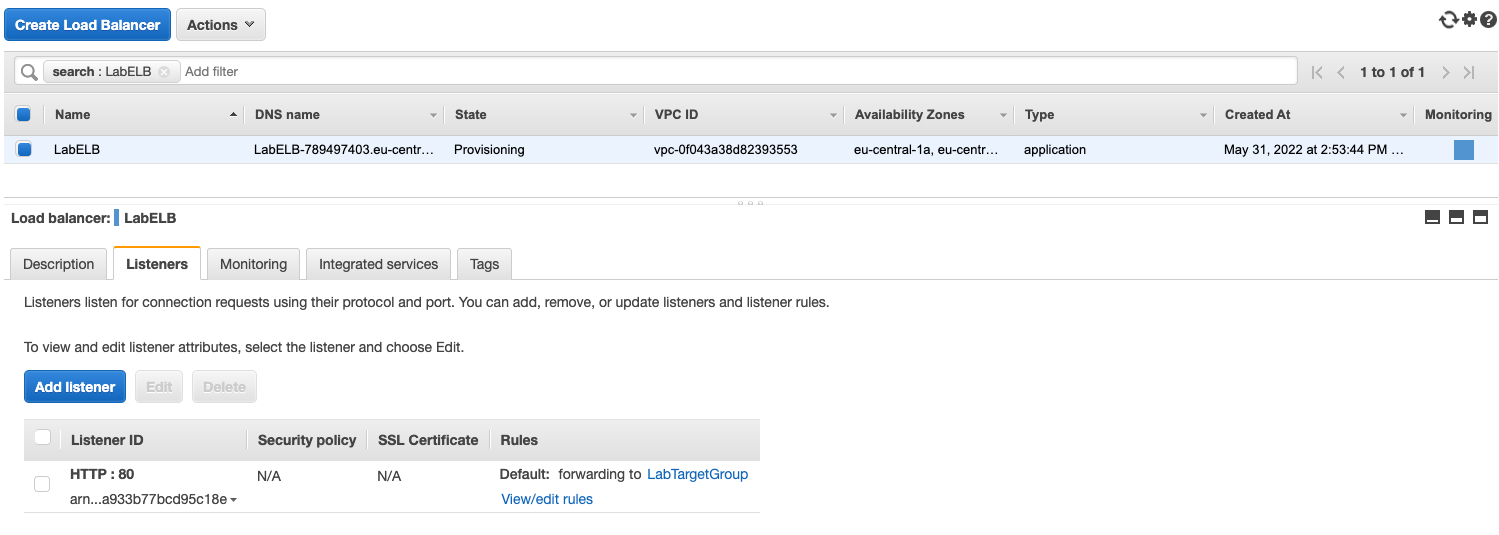 Create Load Balancer Actions
search : LabELB Add filter 1 to 1 of 1
Name DNS name State VPC ID Availability Zones Type Created At Monitoring
LabELB LabELB-789497403.eu-centr... Provisioning vpc-0f043a38d82393553 eu-central-1a, eu-centr... application May 31, 2022 at 2:53:44 PM ...
Load balancer: LabELB
Description Listeners Monitoring Integrated services Tags
Listeners listen for connection requests using their protocol and port. You can add, remove, or update listeners and listener rules.
To view and edit listener attributes, select the listener and choose Edit.
Add listener Edit Delete
Listener ID Security policy SSL Certificate Rules
HTTP : 80 N/A N/A Default: forwarding to LabTargetGroup
arn...a933b77bcd95c18e View/edit rules